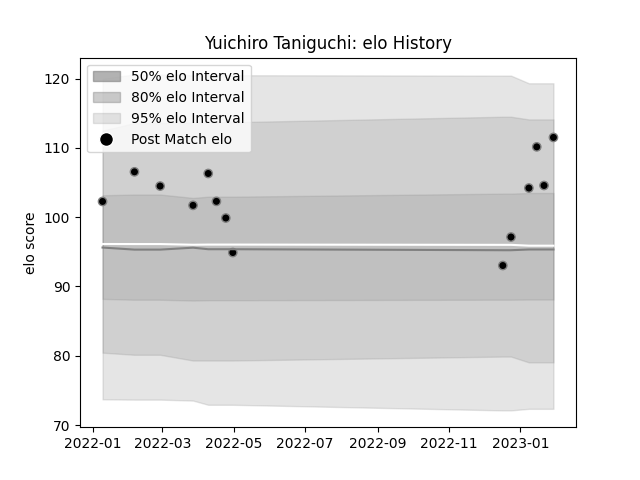 Yuichiro Taniguchi: elo History
50% elo Interval
80% elo Interval
95% elo Interval
Post Match elo
elo score
120
110
100
90
80
70
2022-01
2022-03
2022-05
2022-07
2022-09
2022-11
2023-01